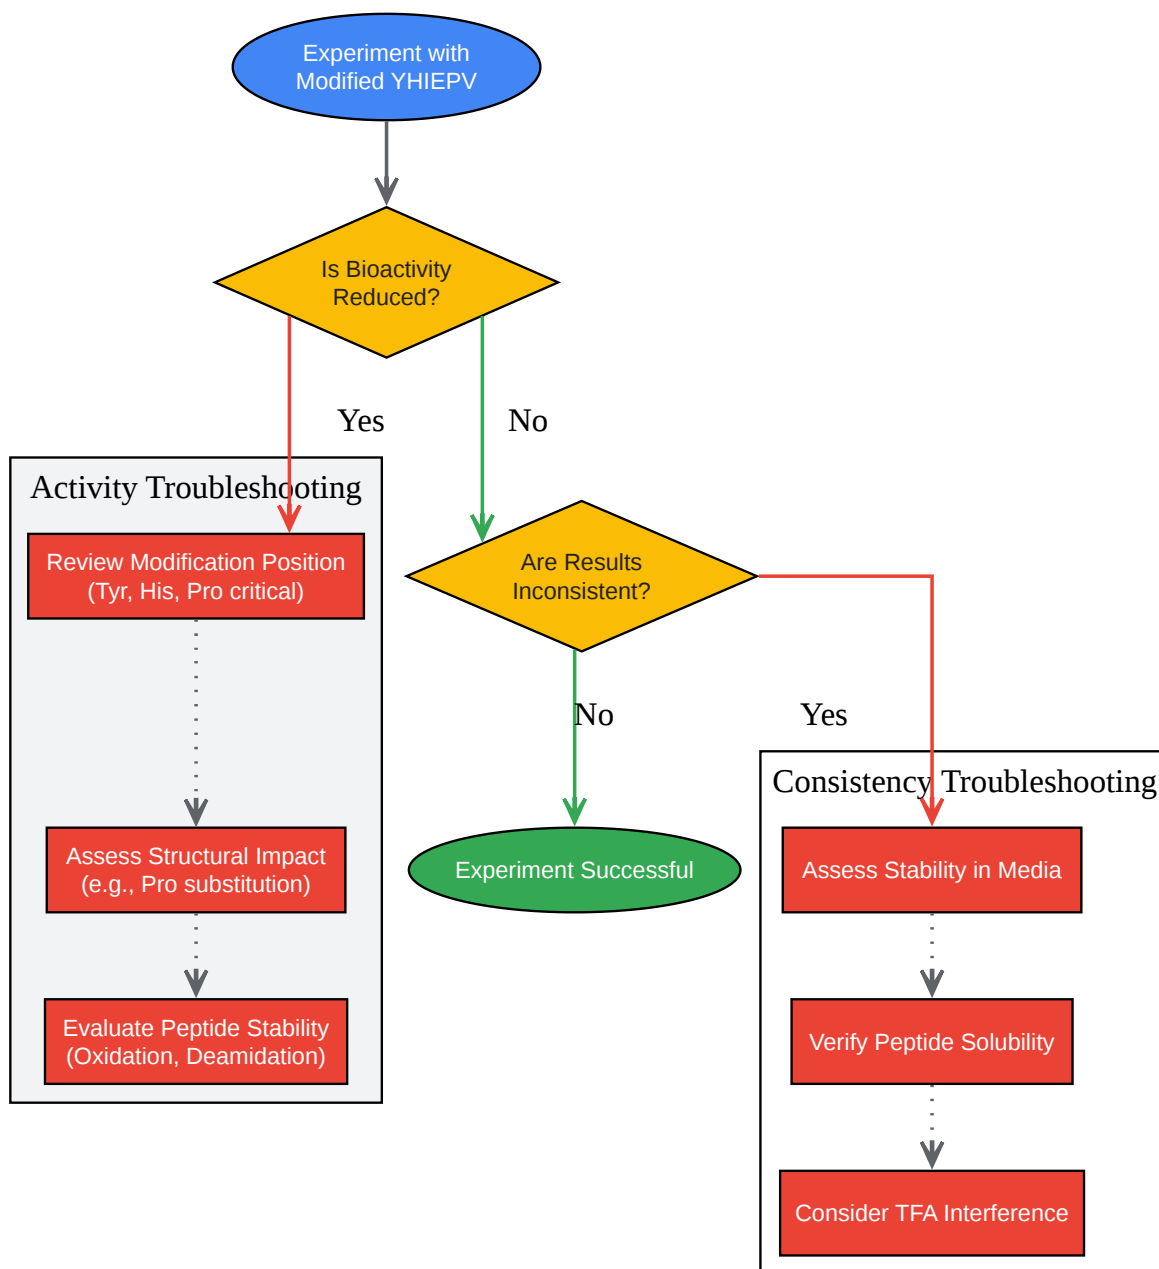 Experiment with
Modified YHIEPV
Is Bioactivity
Reduced?
Yes
No
Activity Troubleshooting
Review Modification Position
(Tyr, His, Pro critical)
Are Results
Inconsistent?
No
Yes
Consistency Troubleshooting
Assess Structural Impact
(e.g., Pro substitution)
Experiment Successful
Assess Stability in Media
Evaluate Peptide Stability
(Oxidation, Deamidation)
Verify Peptide Solubility
Consider TFA Interference